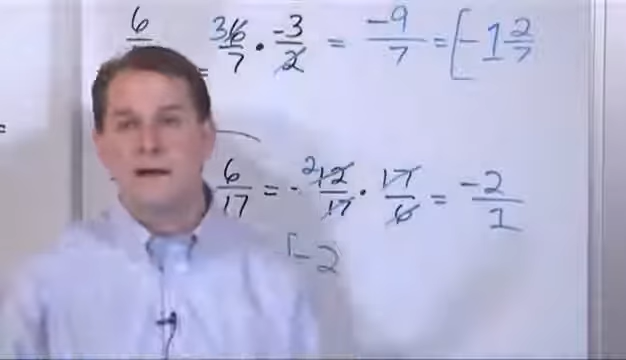 6 = 36/7 · -3/2 = -9/7 = [-1 2/7
=
6/17 = - 2 12/17 · 17/6 = -2/1
[-2